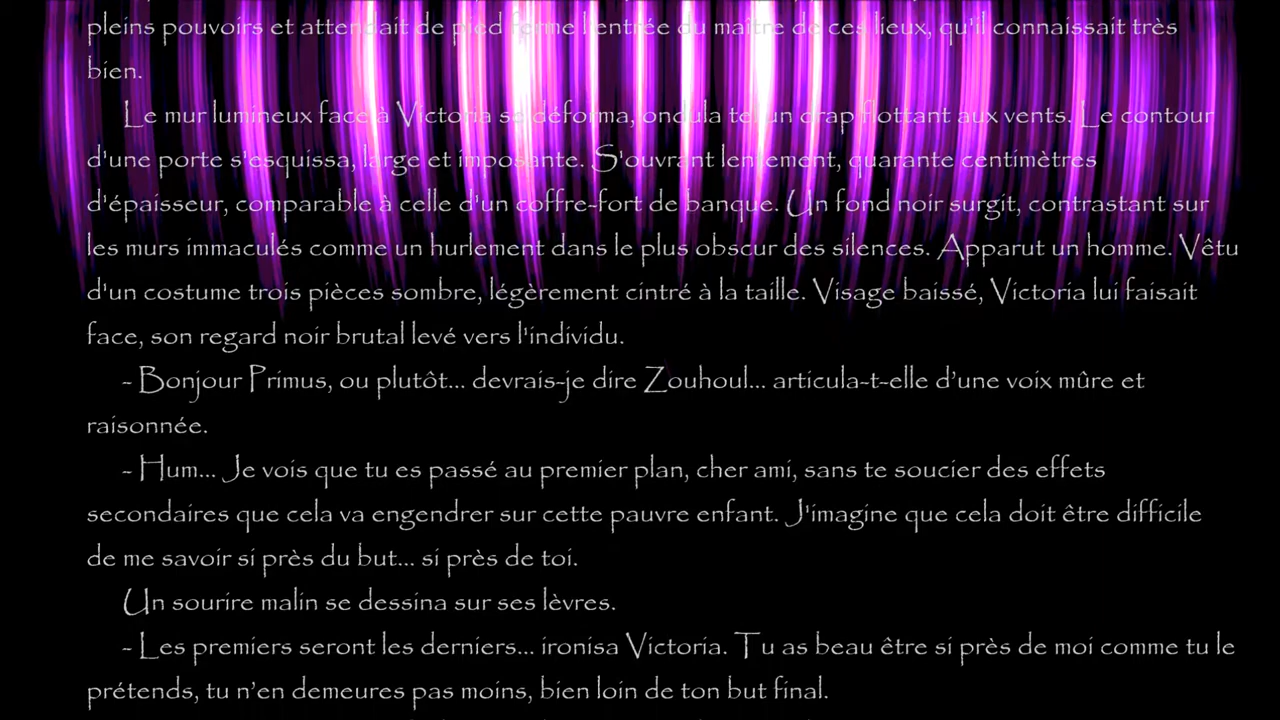 pleins pouvoirs et attendait de pied ferme l'entrée du maître de ces lieux, qu'il connaissait très
bien.
Le mur lumineux face à Victoria se déforma, ondula tel un drap flottant aux vents. Le contour
d'une porte s'esquissa, large et imposante. S'ouvrant lentement, quarante centimètres
d'épaisseur, comparable à celle d'un coffre-fort de banque. Un fond noir surgit, contrastant sur
les murs immaculés comme un hurlement dans le plus obscur des silences. Apparut un homme. Vêtu
d'un costume trois pièces sombre, légèrement cintré à la taille. Visage baissé, Victoria lui faisait
face, son regard noir brutal levé vers l'individu.
- Bonjour Primus, ou plutôt... devrais-je dire Zouhoul... articula-t-elle d’une voix mûre et
raisonnée.
- Hum... Je vois que tu es passé au premier plan, cher ami, sans te soucier des effets
secondaires que cela va engendrer sur cette pauvre enfant. J'imagine que cela doit être difficile
de me savoir si près du but... si près de toi.
Un sourire malin se dessina sur ses lèvres.
- Les premiers seront les derniers... ironisa Victoria. Tu as beau être si près de moi comme tu le
prétends, tu n’en demeures pas moins, bien loin de ton but final.